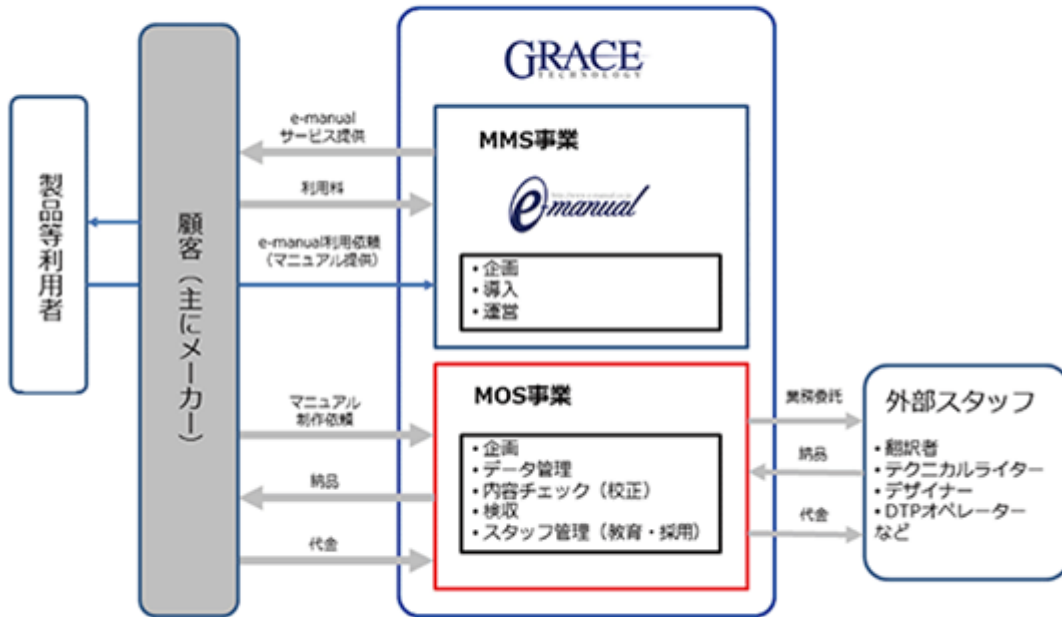 GRACE
TECHNOLOGY
製品等利用者
顧客（主にメーカー）
e-manual
サービス提供
利用料
e-manual利用依頼
（マニュアル提供）
MMS事業
e-manual
•企画
•導入
•運営
マニュアル
制作依頼
納品
代金
MOS事業
•企画
•データ管理
•内容チェック（校正）
•検収
•スタッフ管理（教育・採用）
業務委託
納品
代金
外部スタッフ
•翻訳者
•テクニカルライター
•デザイナー
•DTPオペレーター
など